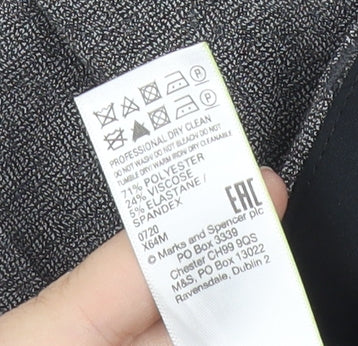 PROFESSIONAL DRY CLEAN
DO NOT WASH/ DO NOT BLEACH/ DO NOT
TUMBLE DRY/ WARM IRON/ DRY CLEAN
71% POLYESTER
24% VISCOSE
5% ELASTANE /
SPANDEX
0720
X64M
EAC
© Marks and Spencer plc
PO Box 3339
Chester CH99 9QS
M&S, PO Box 13022
Ravensdale, Dublin 2